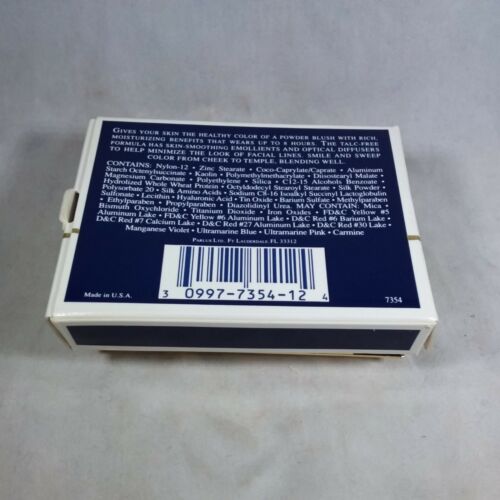 GIVES YOUR SKIN THE HEALTHY COLOR OF A POWDER BLUSH WITH RICH,
MOISTURIZING BENEFITS THAT WEARS UP TO 8 HOURS. THE TALC-FREE
FORMULA HAS SKIN-SMOOTHING EMOLLIENTS AND OPTICAL DIFFUSERS
TO HELP MINIMIZE THE LOOK OF FACIAL LINES. SMILE AND SWEEP
COLOR FROM CHEEK TO TEMPLE, BLENDING WELL.
CONTAINS: Nylon-12 • Zinc Stearate • Coco-Caprylate/Caprate • Aluminum
Starch Octenylsuccinate • Kaolin • Polymethylmethacrylate • Diisostearyl Malate •
Magnesium Carbonate • Polyethylene • Silica • C12-15 Alcohols Benzoate •
Hydrolized Whole Wheat Protein • Octyldodecyl Stearoyl Stearate • Silk Powder •
Polysorbate 20 • Silk Amino Acids • Sodium C8-16 Isoalkyl Succinyl Lactoglobulin
Sulfonate • Lecithin • Hyaluronic Acid • Tin Oxide • Barium Sulfate • Methylparaben
• Ethylparaben • Propylparaben • Diazolidinyl Urea. MAY CONTAIN: Mica •
Bismuth Oxychloride • Titanium Dioxide • Iron Oxides • FD&C Yellow #5
Aluminum Lake • FD&C Yellow #6 Aluminum Lake • D&C Red #6 Barium Lake •
D&C Red #7 Calcium Lake • D&C Red #27 Aluminum Lake • D&C Red #30 Lake •
Manganese Violet • Ultramarine Blue • Ultramarine Pink • Carmine
PARLUX LTD. FT LAUDERDALE FL 33312
Made in U.S.A.
3 0997-7354-12 4
7354